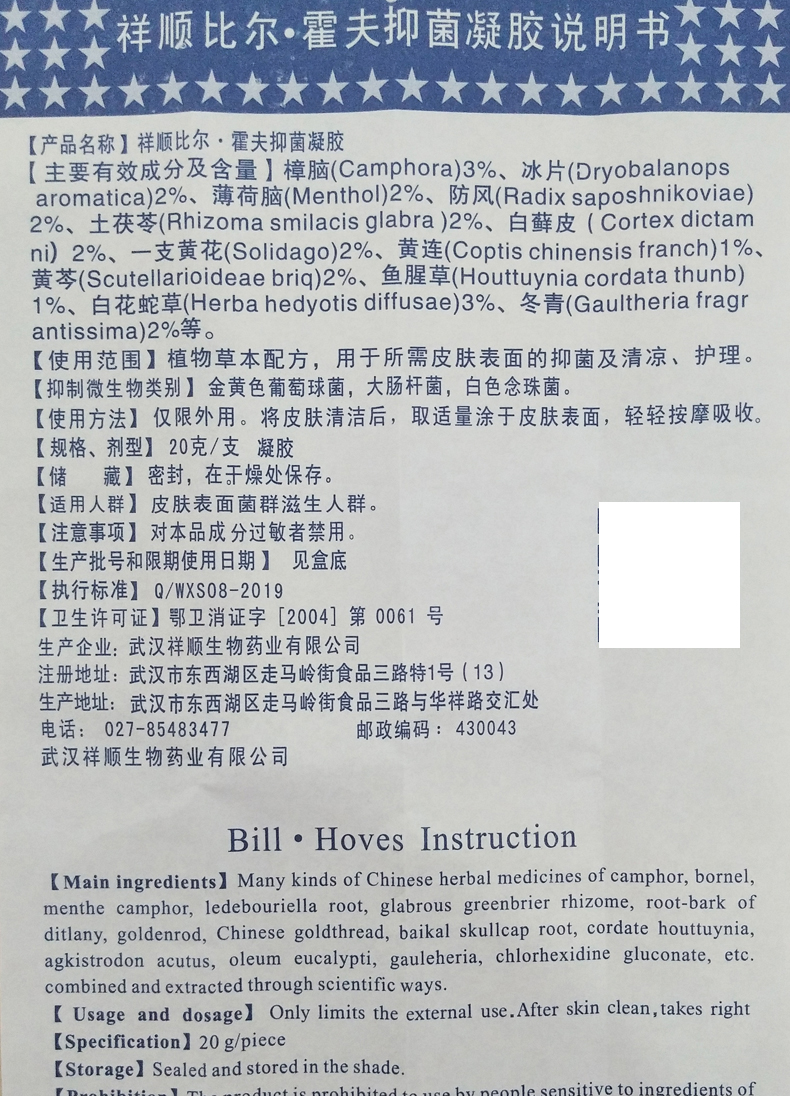 祥顺比尔•霍夫抑菌凝胶说明书
【产品名称】祥顺比尔·霍夫抑菌凝胶
【主要有效成分及含量】樟脑(Camphora)3%、冰片(Dryobalanops
aromatica)2%、薄荷脑(Menthol)2%、防风(Radix saposhnikoviae)
2%、土茯苓(Rhizoma smilacis glabra )2%、白藓皮 ( Cortex dictam
ni) 2%、一支黄花(Solidago)2%、黄连(Coptis chinensis franch)1%、
黄芩(Scutellarioideae briq)2%、鱼腥草(Houttuynia cordata thunb)
1%、白花蛇草(Herba hedyotis diffusae)3%、冬青(Gaultheria fragr
antissima)2%等。
【使用范围】植物草本配方，用于所需皮肤表面的抑菌及清凉、护理。
【抑制微生物类别】金黄色葡萄球菌，大肠杆菌，白色念珠菌。
【使用方法】仅限外用。将皮肤清洁后，取适量涂于皮肤表面，轻轻按摩吸收。
【规格、剂型】20克/支 凝胶
【储 藏】密封，在干燥处保存。
【适用人群】皮肤表面菌群滋生人群。
【注意事项】对本品成分过敏者禁用。
【生产批号和限期使用日期】 见盒底
【执行标准】Q/WXS08-2019
【卫生许可证】鄂卫消证字 [2004] 第 0061 号
生产企业：武汉祥顺生物药业有限公司
注册地址：武汉市东西湖区走马岭街食品三路特1号(13)
生产地址：武汉市东西湖区走马岭街食品三路与华祥路交汇处
电话：027-85483477 邮政编码：430043
武汉祥顺生物药业有限公司
Bill • Hoves Instruction
【Main ingredients】Many kinds of Chinese herbal medicines of camphor, bornel,
menthe camphor, ledebouriella root, glabrous greenbrier rhizome, root-bark of
ditlany, goldenrod, Chinese goldthread, baikal skullcap root, cordate houttuynia,
agkistrodon acutus, oleum eucalypti, gauleheria, chlorhexidine gluconate, etc.
combined and extracted through scientific ways.
【 Usage and dosage】 Only limits the external use.After skin clean,takes right
【Specification】20 g/piece
【Storage】Sealed and stored in the shade.
【Prohibition】The product is prohibited to use by people sensitive to ingredients of